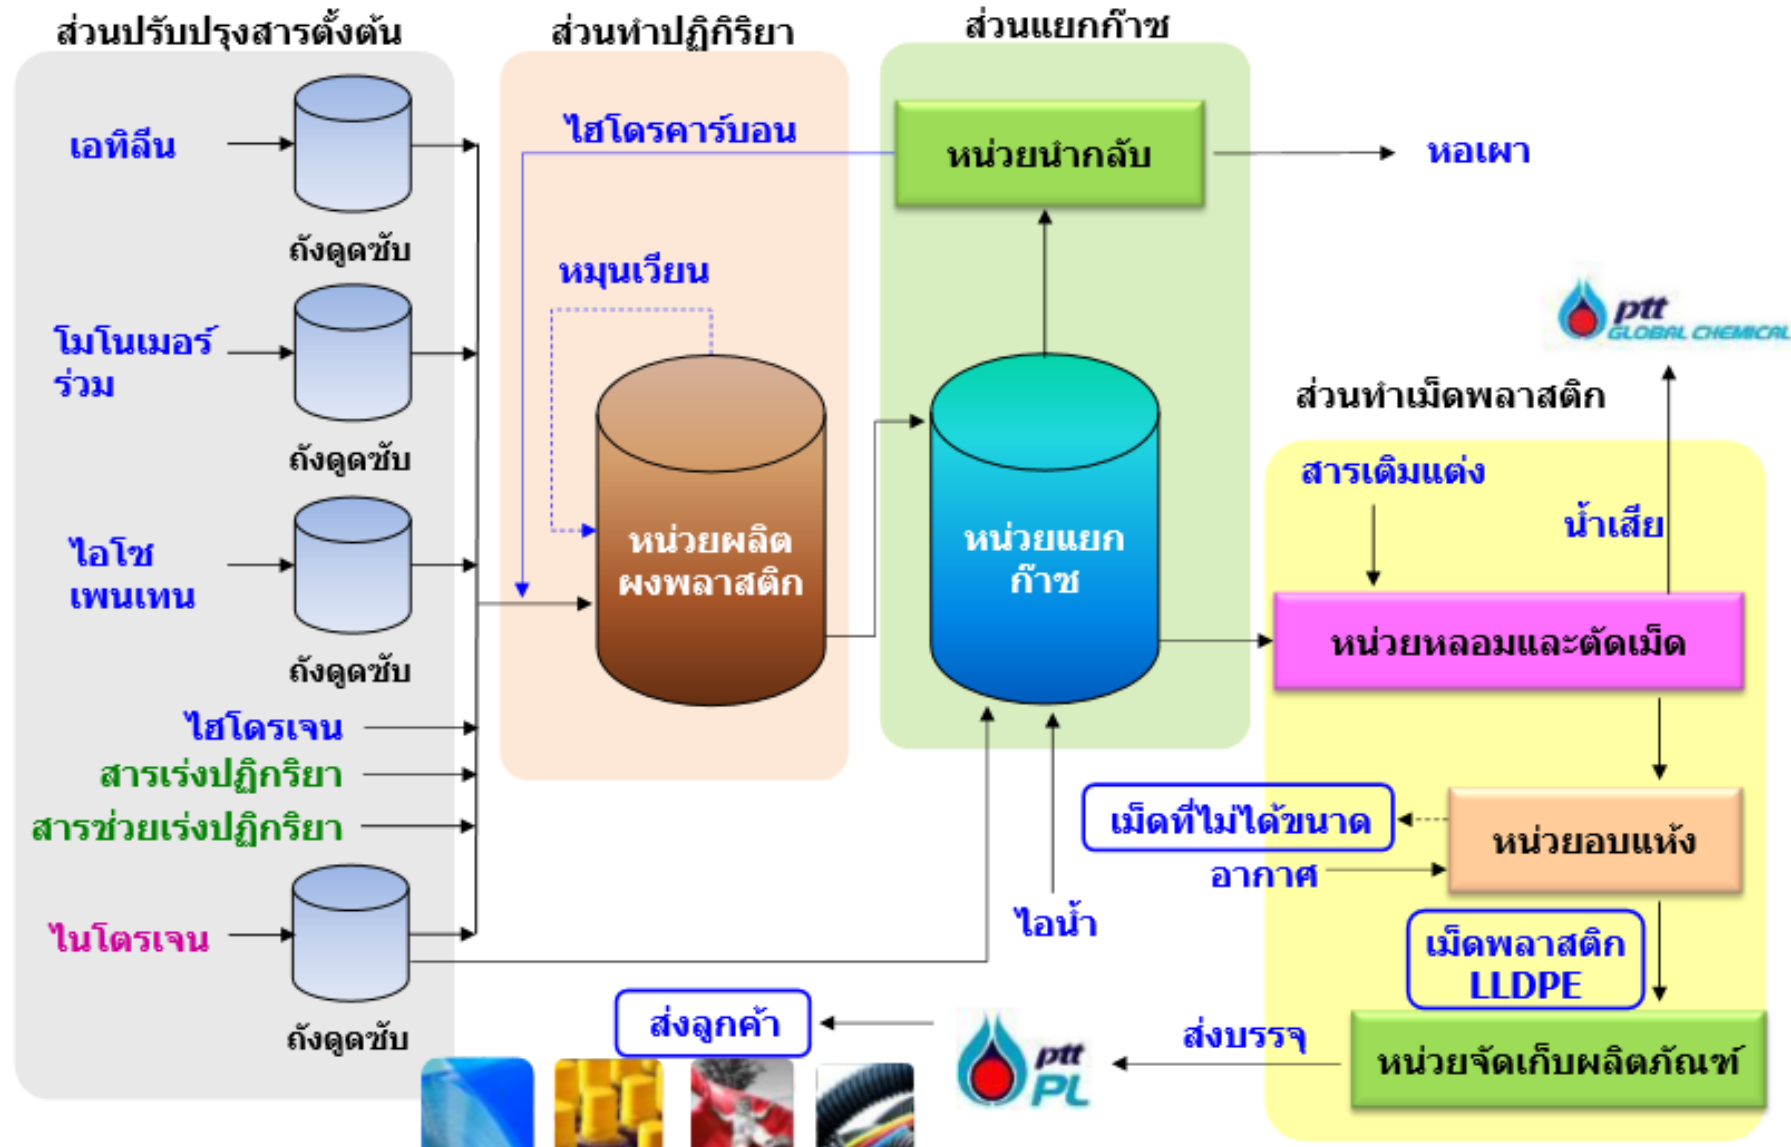 ส่วนปรับปรุงสารตั้งต้น
ส่วนทำปฏิกิริยา
ส่วนแยกก๊าซ
เอทิลีน
ถังดูดซับ
โมโนเมอร์
ร่วม
ถังดูดซับ
ไอโซ
เพนเทน
ถังดูดซับ
ไฮโดรเจน
สารเร่งปฏิกริยา
สารช่วยเร่งปฏิกริยา
ไนโตรเจน
ถังดูดซับ
ไฮโดรคาร์บอน
หมุนเวียน
หน่วยผลิต
ผงพลาสติก
หน่วยนำกลับ
หอเผา
หน่วยแยก
ก๊าซ
ไอน้ำ
ptt
GLOBAL CHEMICAL
ส่วนทำเม็ดพลาสติก
สารเติมแต่ง
น้ำเสีย
หน่วยหลอมและตัดเม็ด
เม็ดที่ไม่ได้ขนาด
หน่วยอบแห้ง
อากาศ
เม็ดพลาสติก
LLDPE
หน่วยจัดเก็บผลิตภัณฑ์
ส่งบรรจุ
ptt
PL
ส่งลูกค้า